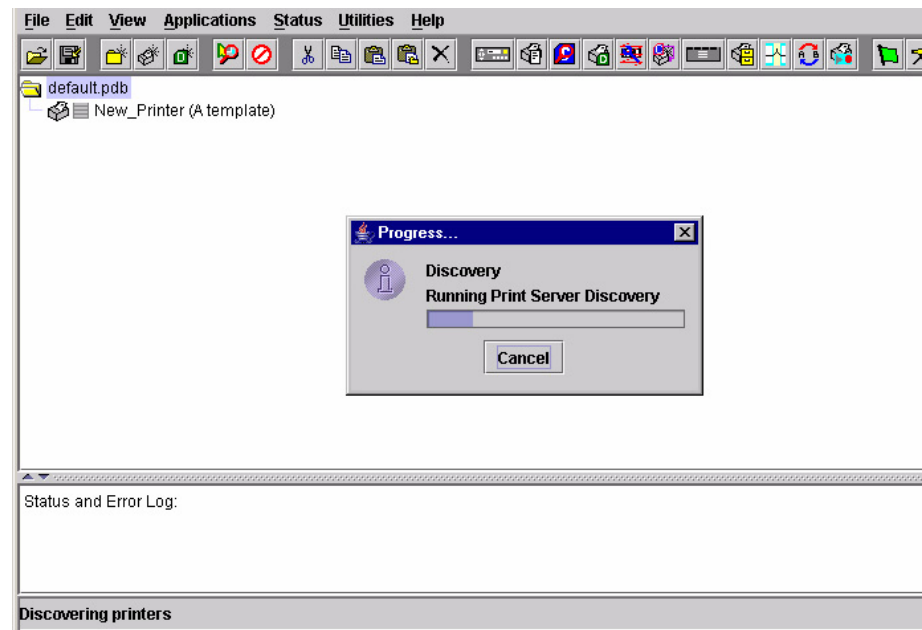 File Edit View Applications Status Utilities Help
default.pdb
New_Printer (A template)
Progress...
Discovery
Running Print Server Discovery
Cancel
Status and Error Log:
Discovering printers